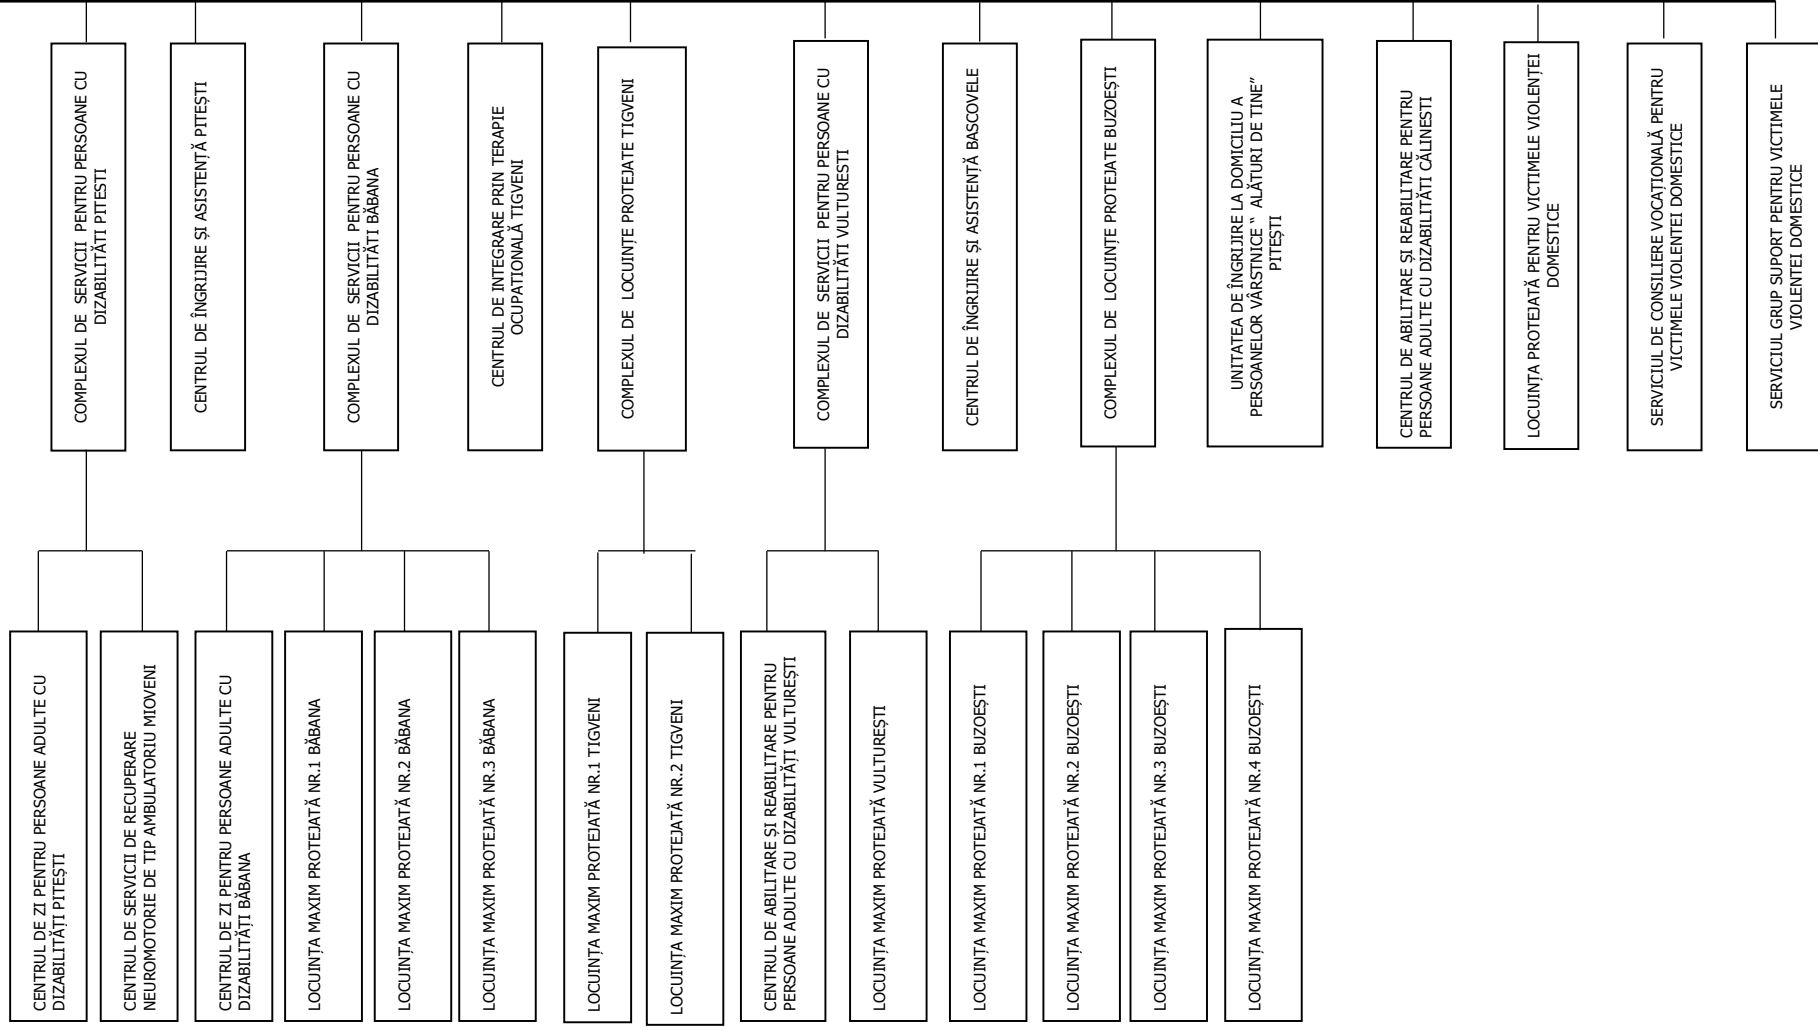 COMPLEXUL DE SERVICII PENTRU PERSOANE CU
DIZABILITĂTI PITESTI
CENTRUL DE ÎNGRIJIRE ȘI ASISTENȚĂ PITEȘTI
COMPLEXUL DE SERVICII PENTRU PERSOANE CU
DIZABILITĂTI BĂBANA
CENTRUL DE INTEGRARE PRIN TERAPIE
OCUPATIONALĂ TIGVENI
COMPLEXUL DE LOCUINȚE PROTEJATE TIGVENI
COMPLEXUL DE SERVICII PENTRU PERSOANE CU
DIZABILITĂTI VULTURESTI
CENTRUL DE ÎNGRIJIRE ȘI ASISTENȚĂ BASCOVELE
COMPLEXUL DE LOCUINȚE PROTEJATE BUZOEȘTI
UNITATEA DE ÎNGRIJIRE LA DOMICILIU A
PERSOANELOR VÂRSTNICE “ ALĂTURI DE TINE”
PITEȘTI
CENTRUL DE ABILITARE ȘI REABILITARE PENTRU
PERSOANE ADULTE CU DIZABILITĂȚI CĂLINESTI
LOCUINȚA PROTEJATĂ PENTRU VICTIMELE VIOLENȚEI
DOMESTICE
SERVICIUL DE CONSILIERE VOCAȚIONALĂ PENTRU
VICTIMELE VIOLENTEI DOMESTICE
SERVICIUL GRUP SUPORT PENTRU VICTIMELE
VIOLENTEI DOMESTICE
CENTRUL DE ZI PENTRU PERSOANE ADULTE CU
DIZABILITĂȚI PITEȘTI
CENTRUL DE SERVICII DE RECUPERARE
NEUROMOTORIE DE TIP AMBULATORIU MIOVENI
CENTRUL DE ZI PENTRU PERSOANE ADULTE CU
DIZABILITĂȚI BĂBANA
LOCUINȚA MAXIM PROTEJATĂ NR.1 BĂBANA
LOCUINȚA MAXIM PROTEJATĂ NR.2 BĂBANA
LOCUINȚA MAXIM PROTEJATĂ NR.3 BĂBANA
LOCUINȚA MAXIM PROTEJATĂ NR.1 TIGVENI
LOCUINȚA MAXIM PROTEJATĂ NR.2 TIGVENI
CENTRUL DE ABILITARE ȘI REABILITARE PENTRU
PERSOANE ADULTE CU DIZABILITĂȚI VULTUREȘTI
LOCUINȚA MAXIM PROTEJATĂ VULTUREȘTI
LOCUINȚA MAXIM PROTEJATĂ NR.1 BUZOEȘTI
LOCUINȚA MAXIM PROTEJATĂ NR.2 BUZOEȘTI
LOCUINȚA MAXIM PROTEJATĂ NR.3 BUZOEȘTI
LOCUINȚA MAXIM PROTEJATĂ NR.4 BUZOEȘTI